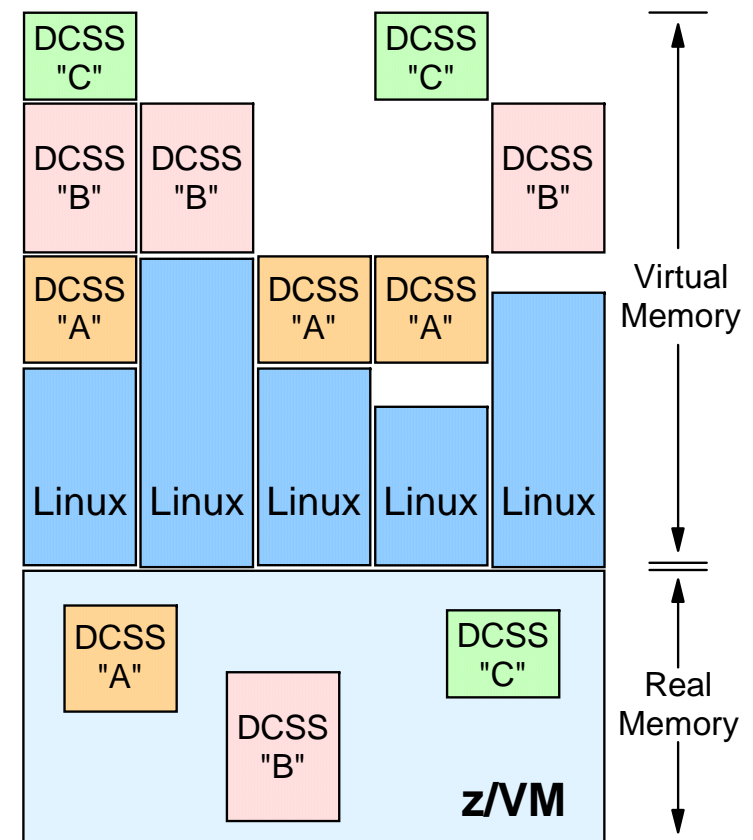 DCSS
"C"
DCSS
"C"
DCSS
"B"
DCSS
"B"
DCSS
"B"
DCSS
"A"
DCSS
"A"
DCSS
"A"
Virtual
Memory
Linux
Linux
Linux
Linux
Linux
DCSS
"A"
DCSS
"C"
DCSS
"B"
Real
Memory
z/VM